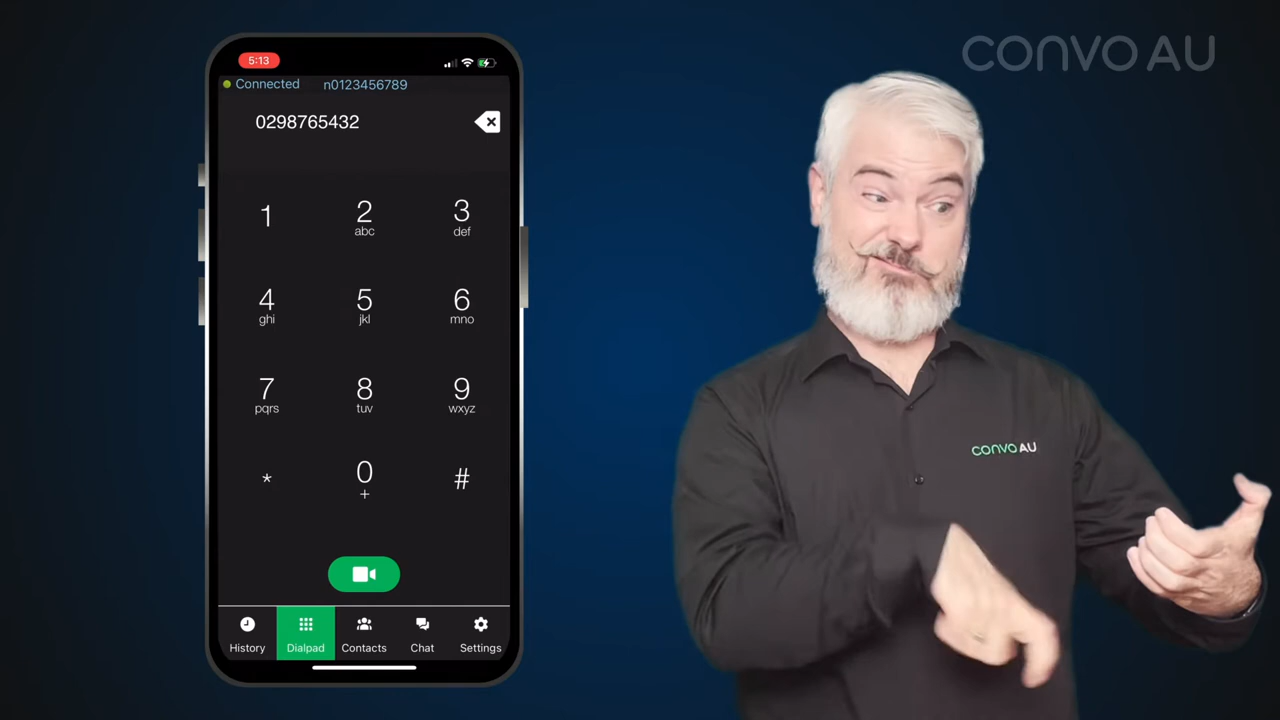 CONVO AU
5:13
Connected n0123456789
0298765432
1
2
3
abc
def
4
5
6
ghi
jkl
mno
7
8
9
pqrs
tuv
wxyz
*
0
#
+
CONVO AU
History
Dialpad
Contacts
Chat
Settings